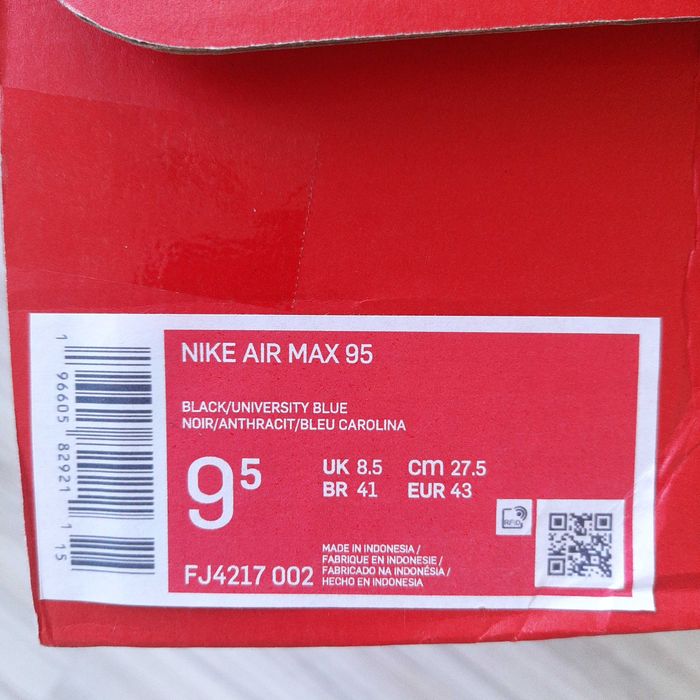 NIKE AIR MAX 95
BLACK/UNIVERSITY BLUE
NOIR/ANTHRACIT/BLEU CAROLINA
9 5
UK 8.5 cm 27.5
BR 41 EUR 43
RFID
FJ4217 002
MADE IN INDONESIA /
FABRIQUE EN INDONESIE /
FABRICADO NA INDONÉSIA /
HECHO EN INDONESIA
1 96605 82921 1 15